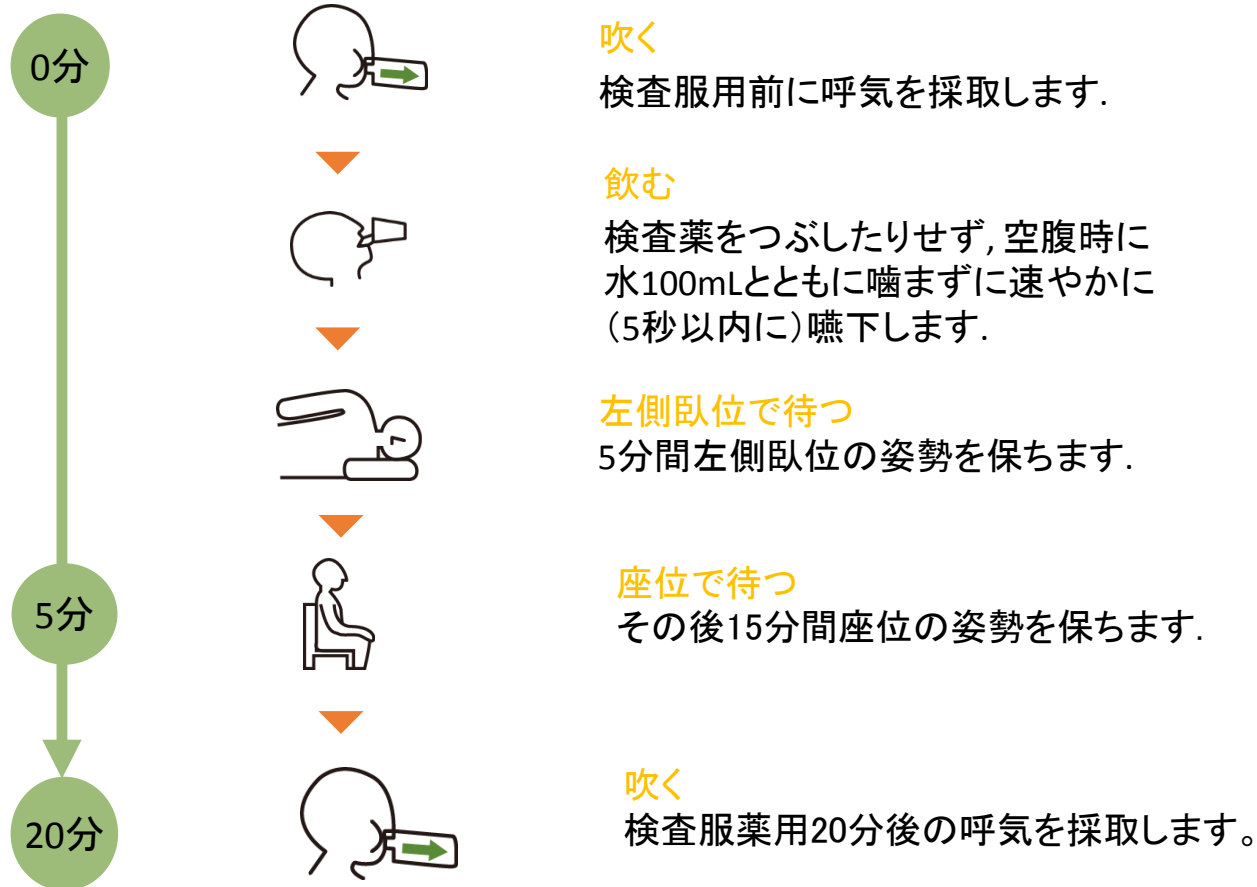 0分
吹く
検査服用前に呼気を採取します.
飲む
検査薬をつぶしたりせず, 空腹時に
水100mLとともに噛まずに速やかに
（5秒以内に）嚥下します.
左側臥位で待つ
5分間左側臥位の姿勢を保ちます.
5分
座位で待つ
その後15分間座位の姿勢を保ちます.
20分
吹く
検査服薬用20分後の呼気を採取します。